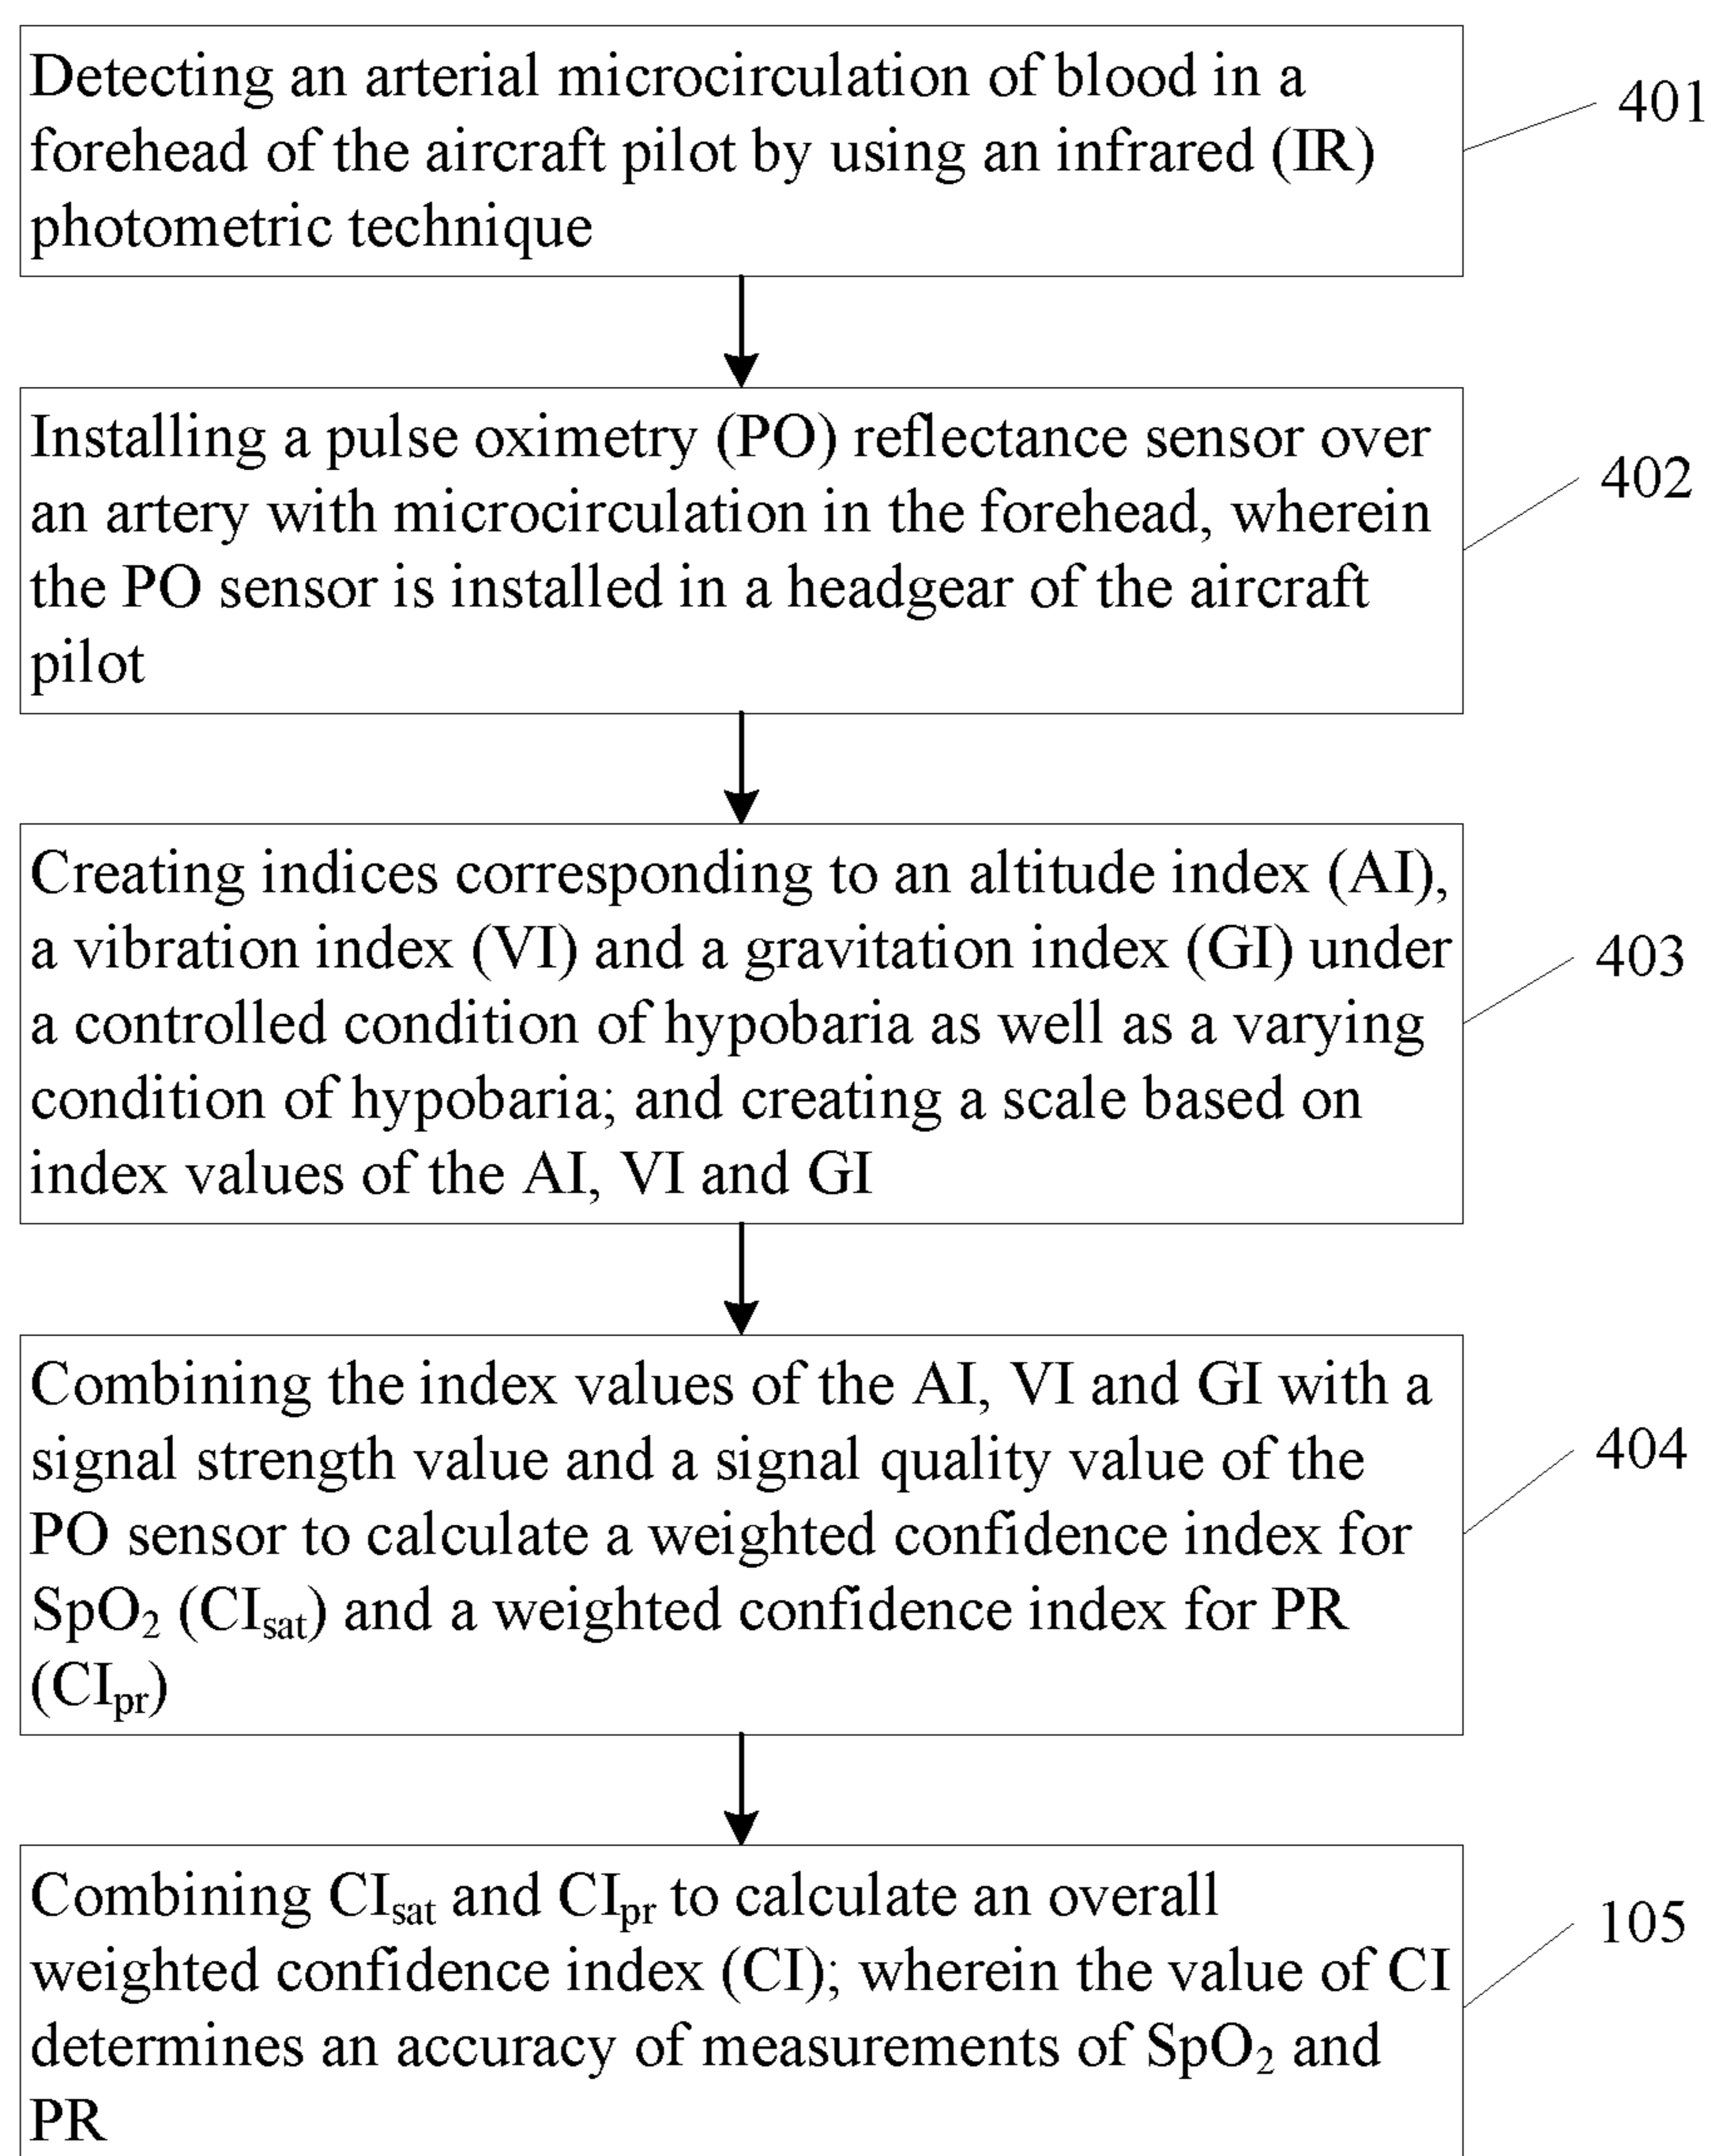 Detecting an arterial microcirculation of blood in a
forehead of the aircraft pilot by using an infrared (IR)
photometric technique
401
Installing a pulse oximetry (PO) reflectance sensor over
an artery with microcirculation in the forehead, wherein
the PO sensor is installed in a headgear of the aircraft
pilot
402
Creating indices corresponding to an altitude index (AI),
a vibration index (VI) and a gravitation index (GI) under
a controlled condition of hypobaria as well as a varying
condition of hypobaria; and creating a scale based on
index values of the AI, VI and GI
403
Combining the index values of the AI, VI and GI with a
signal strength value and a signal quality value of the
PO sensor to calculate a weighted confidence index for
SpO₂ (CIsat) and a weighted confidence index for PR
(CIpr)
404
Combining CIsat and CIpr to calculate an overall
weighted confidence index (CI); wherein the value of CI
determines an accuracy of measurements of SpO₂ and
PR
105